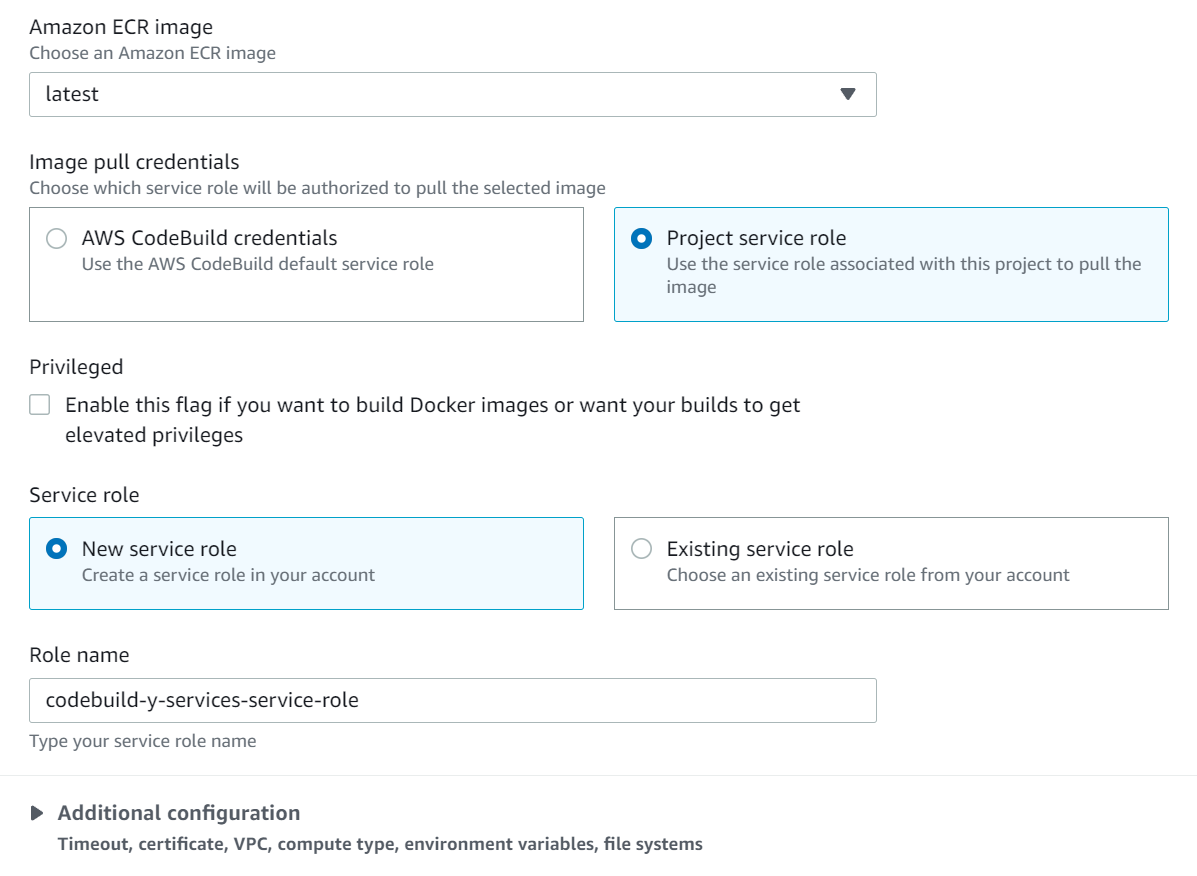 Amazon ECR image
Choose an Amazon ECR image
latest
Image pull credentials
Choose which service role will be authorized to pull the selected image
AWS CodeBuild credentials
Use the AWS CodeBuild default service role
Project service role
Use the service role associated with this project to pull the
image
Privileged
Enable this flag if you want to build Docker images or want your builds to get
elevated privileges
Service role
New service role
Create a service role in your account
Existing service role
Choose an existing service role from your account
Role name
codebuild-y-services-service-role
Type your service role name
Additional configuration
Timeout, certificate, VPC, compute type, environment variables, file systems